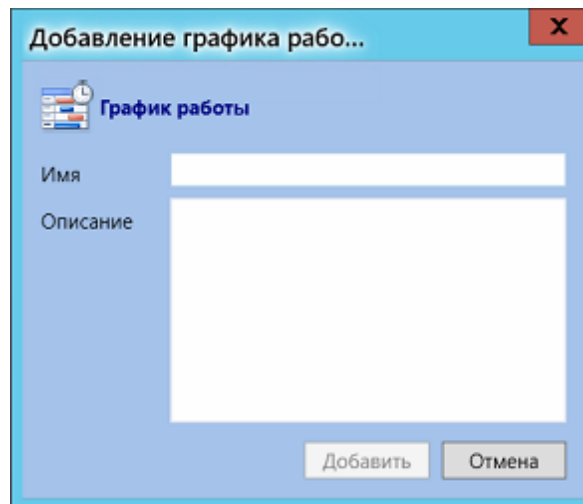 Добавление графика рабо...
X
График работы
Имя
Описание
Добавить Отмена